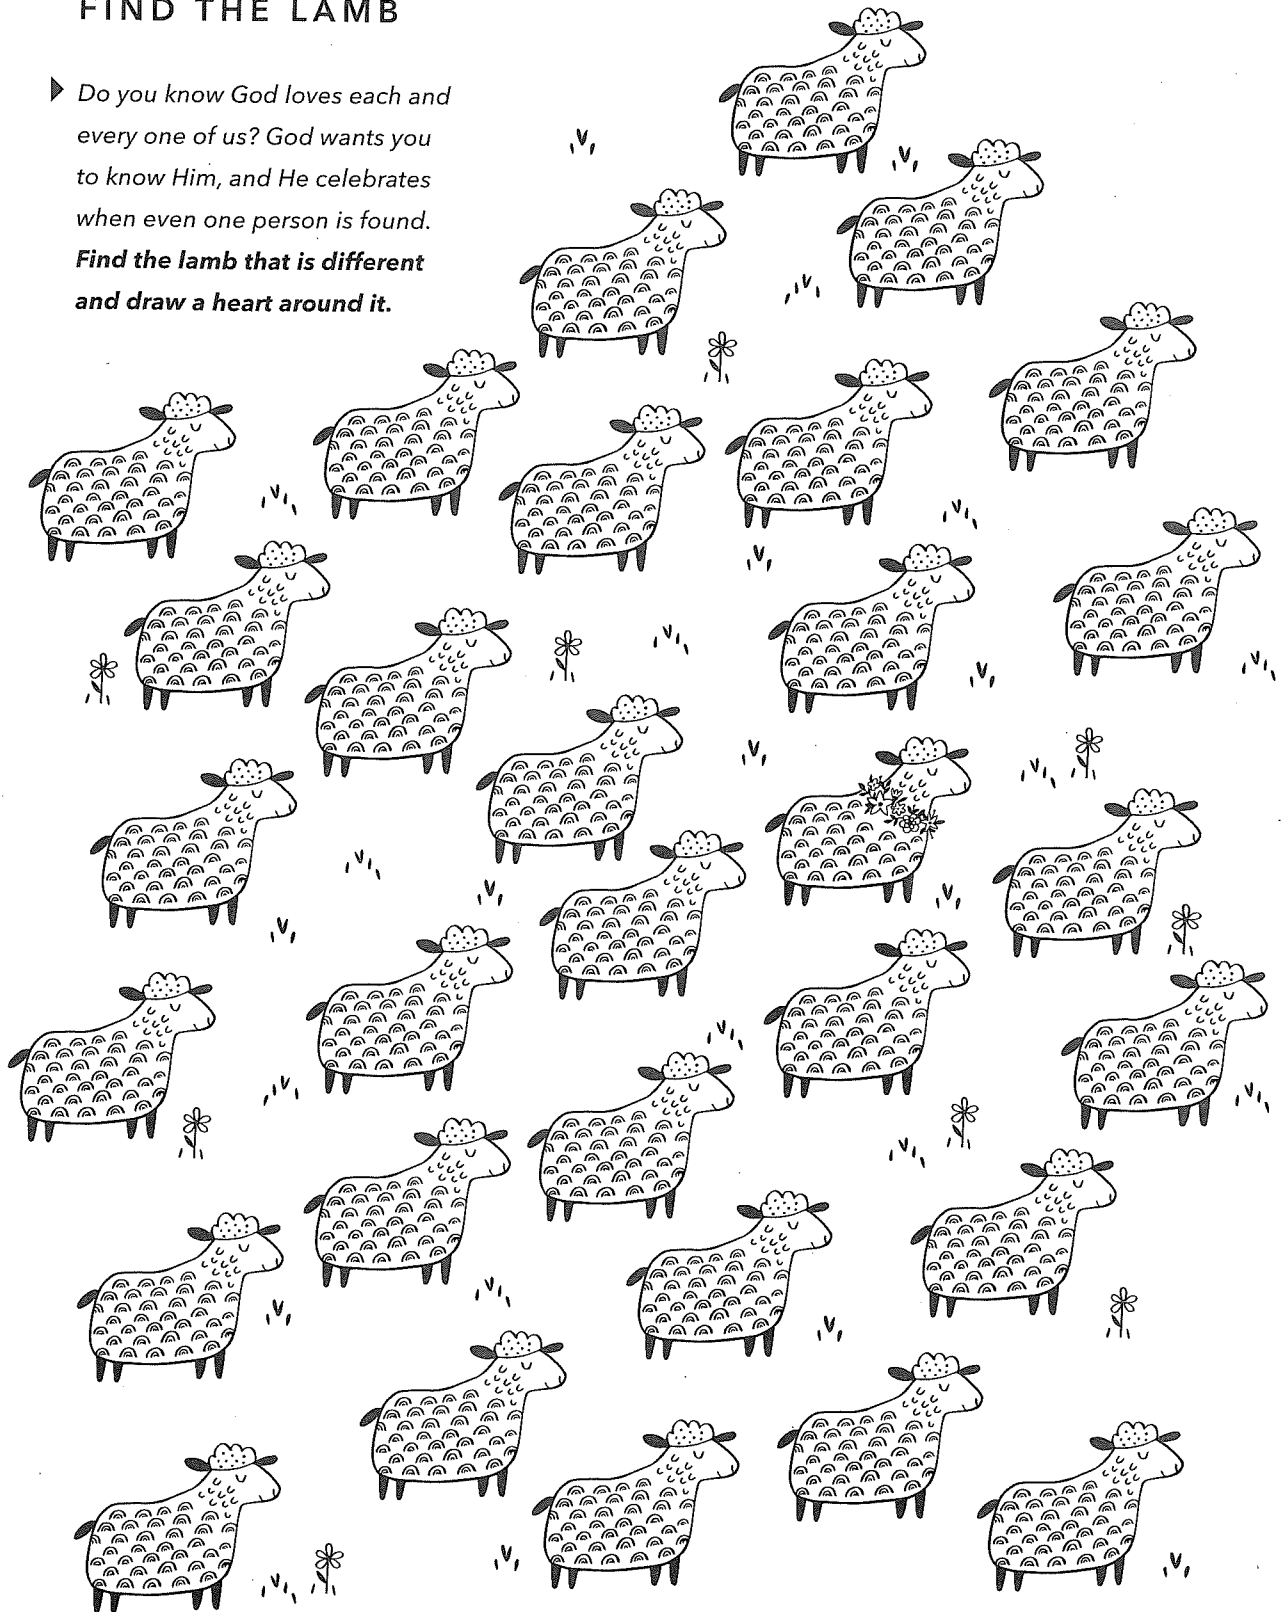 FIND THE LAMB
Do you know God loves each and
every one of us? God wants you
to know Him, and He celebrates
when even one person is found.
Find the lamb that is different
and draw a heart around it.